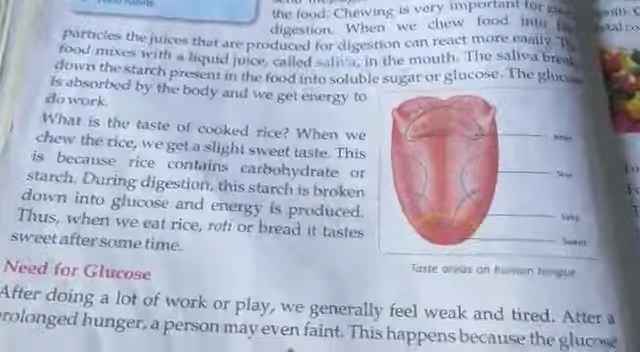 the food. Chewing is very important for
digestion. When we chew food into
particles the juices that are produced for digestion can react more easily.
food mixes with a liquid juice, called saliva, in the mouth. The saliva
down the starch present in the food into soluble sugar or glucose. The
is absorbed by the body and we get energy to
do work.
What is the taste of cooked rice? When we
chew the rice, we get a slight sweet taste. This
is because rice contains carbohydrate or
starch. During digestion, this starch is broken
down into glucose and energy is produced.
Thus, when we eat rice, roti or bread it tastes
sweet after some time.
Bitter
Sour
Salty
Sweet
Taste areas on human tongue
Need for Glucose
After doing a lot of work or play, we generally feel weak and tired. After a
prolonged hunger, a person may even faint. This happens because the glucose